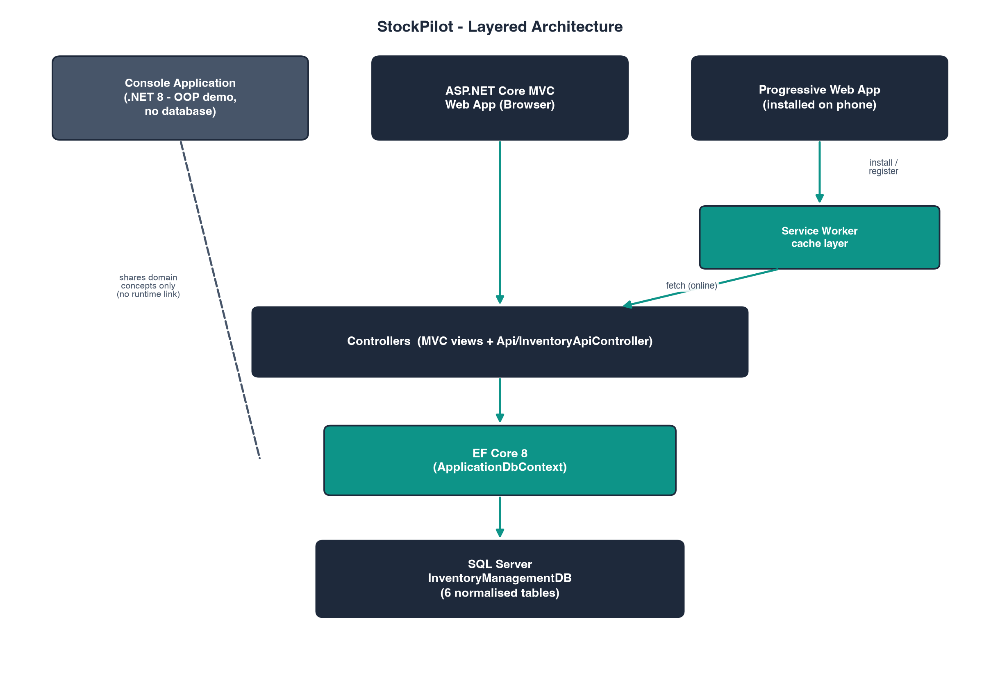 StockPilot - Layered Architecture
Console Application
(.NET 8 - OOP demo,
no database)
ASP.NET Core MVC
Web App (Browser)
Progressive Web App
(installed on phone)
install /
register
Service Worker
cache layer
shares domain
concepts only
(no runtime link)
fetch (online)
Controllers  (MVC views + Api/InventoryApiController)
EF Core 8
(ApplicationDbContext)
SQL Server
InventoryManagementDB
(6 normalised tables)